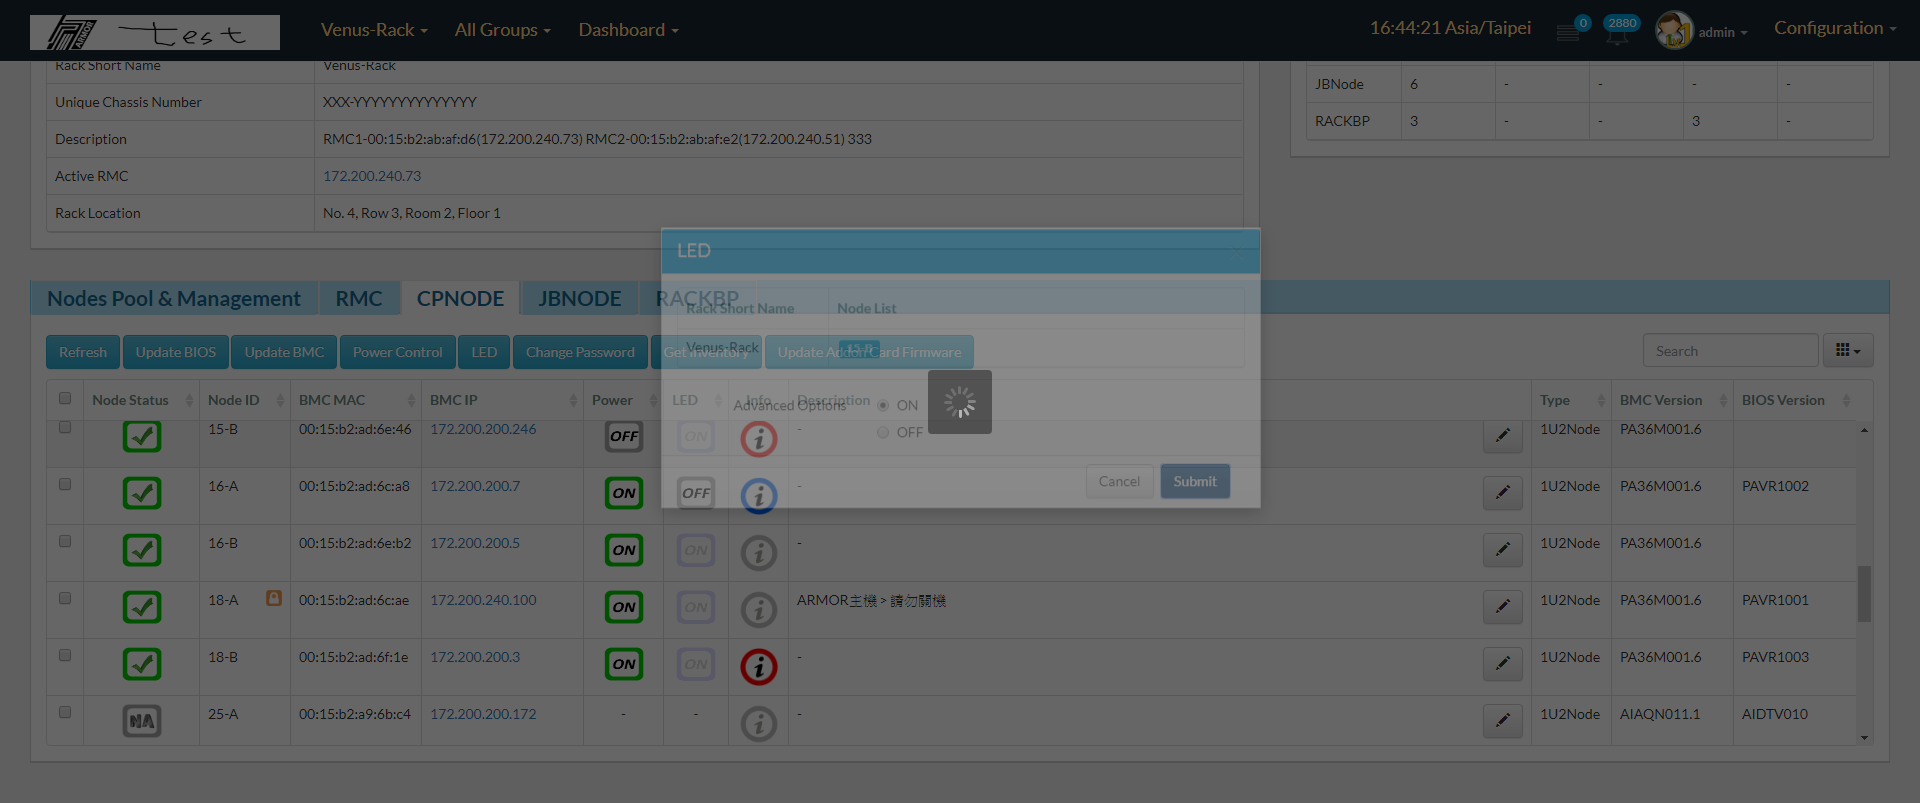 ARMOR test Venus-Rack All Groups Dashboard 16:44:21 Asia/Taipei 0 2880 admin Configuration
Rack Short Name Venus-Rack
Unique Chassis Number XXX-YYYYYYYYYYYYYY
Description RMC1-00:15:b2:ab:af:d6(172.200.240.73) RMC2-00:15:b2:ab:af:e2(172.200.240.51) 333
Active RMC 172.200.240.73
Rack Location No. 4, Row 3, Room 2, Floor 1
JBNode 6 - - - -
RACKBP 3 - - 3 -
LED
Rack Short Name Node List
Venus-Rack 15-B
Advanced Options ON
OFF
Cancel Submit
Nodes Pool & Management RMC CPNODE JBNODE RACKBP
Refresh Update BIOS Update BMC Power Control LED Change Password Get Inventory Update Addon Card Firmware Search
Node Status Node ID BMC MAC BMC IP Power LED Info Description Type BMC Version BIOS Version
15-B 00:15:b2:ad:6e:46 172.200.200.246 OFF ON i - 1U2Node PA36M001.6
16-A 00:15:b2:ad:6c:a8 172.200.200.7 ON OFF i - 1U2Node PA36M001.6 PAVR1002
16-B 00:15:b2:ad:6e:b2 172.200.200.5 ON ON i - 1U2Node PA36M001.6
18-A 00:15:b2:ad:6c:ae 172.200.240.100 ON ON i ARMOR主機 > 請勿關機 1U2Node PA36M001.6 PAVR1001
18-B 00:15:b2:ad:6f:1e 172.200.200.3 ON ON i - 1U2Node PA36M001.6 PAVR1003
NA 25-A 00:15:b2:a9:6b:c4 172.200.200.172 - - i - 1U2Node AIAQN011.1 AIDTV010